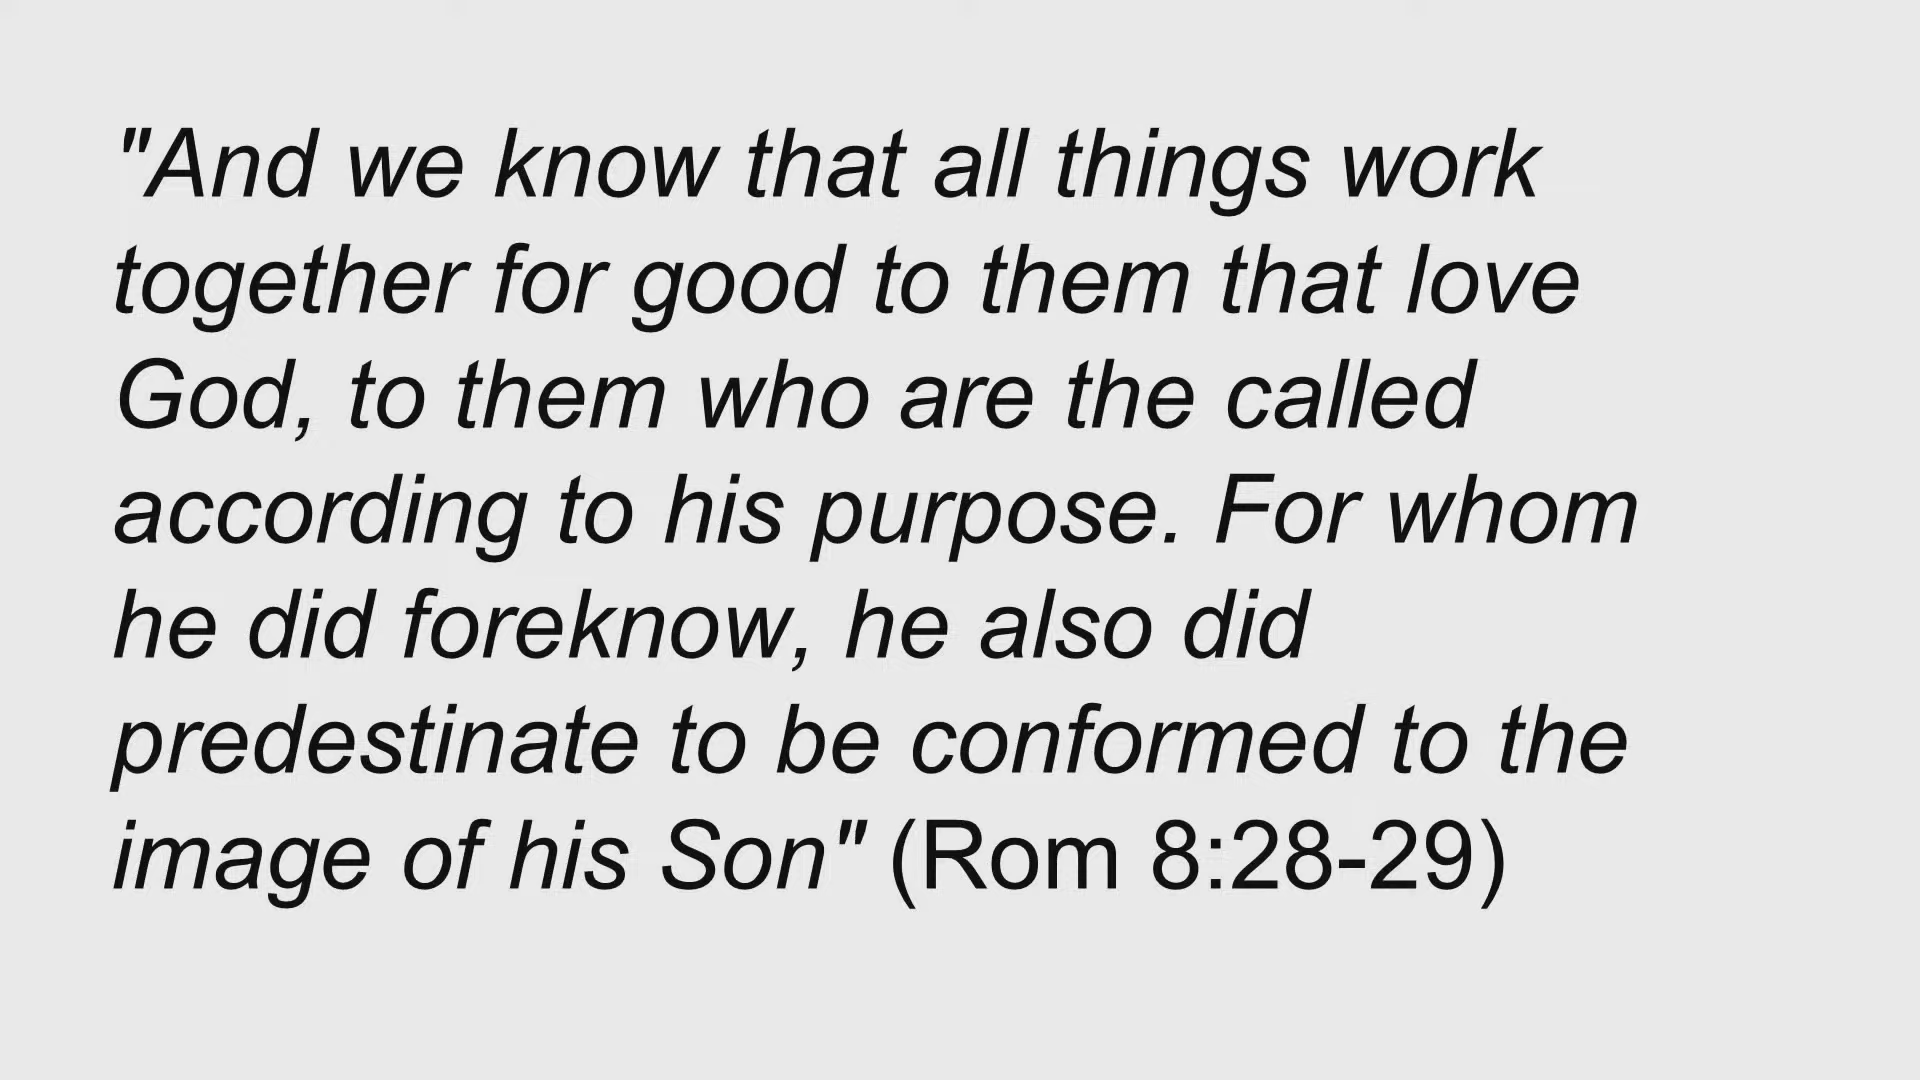 "And we know that all things work
together for good to them that love
God, to them who are the called
according to his purpose. For whom
he did foreknow, he also did
predestinate to be conformed to the
image of his Son" (Rom 8:28-29)